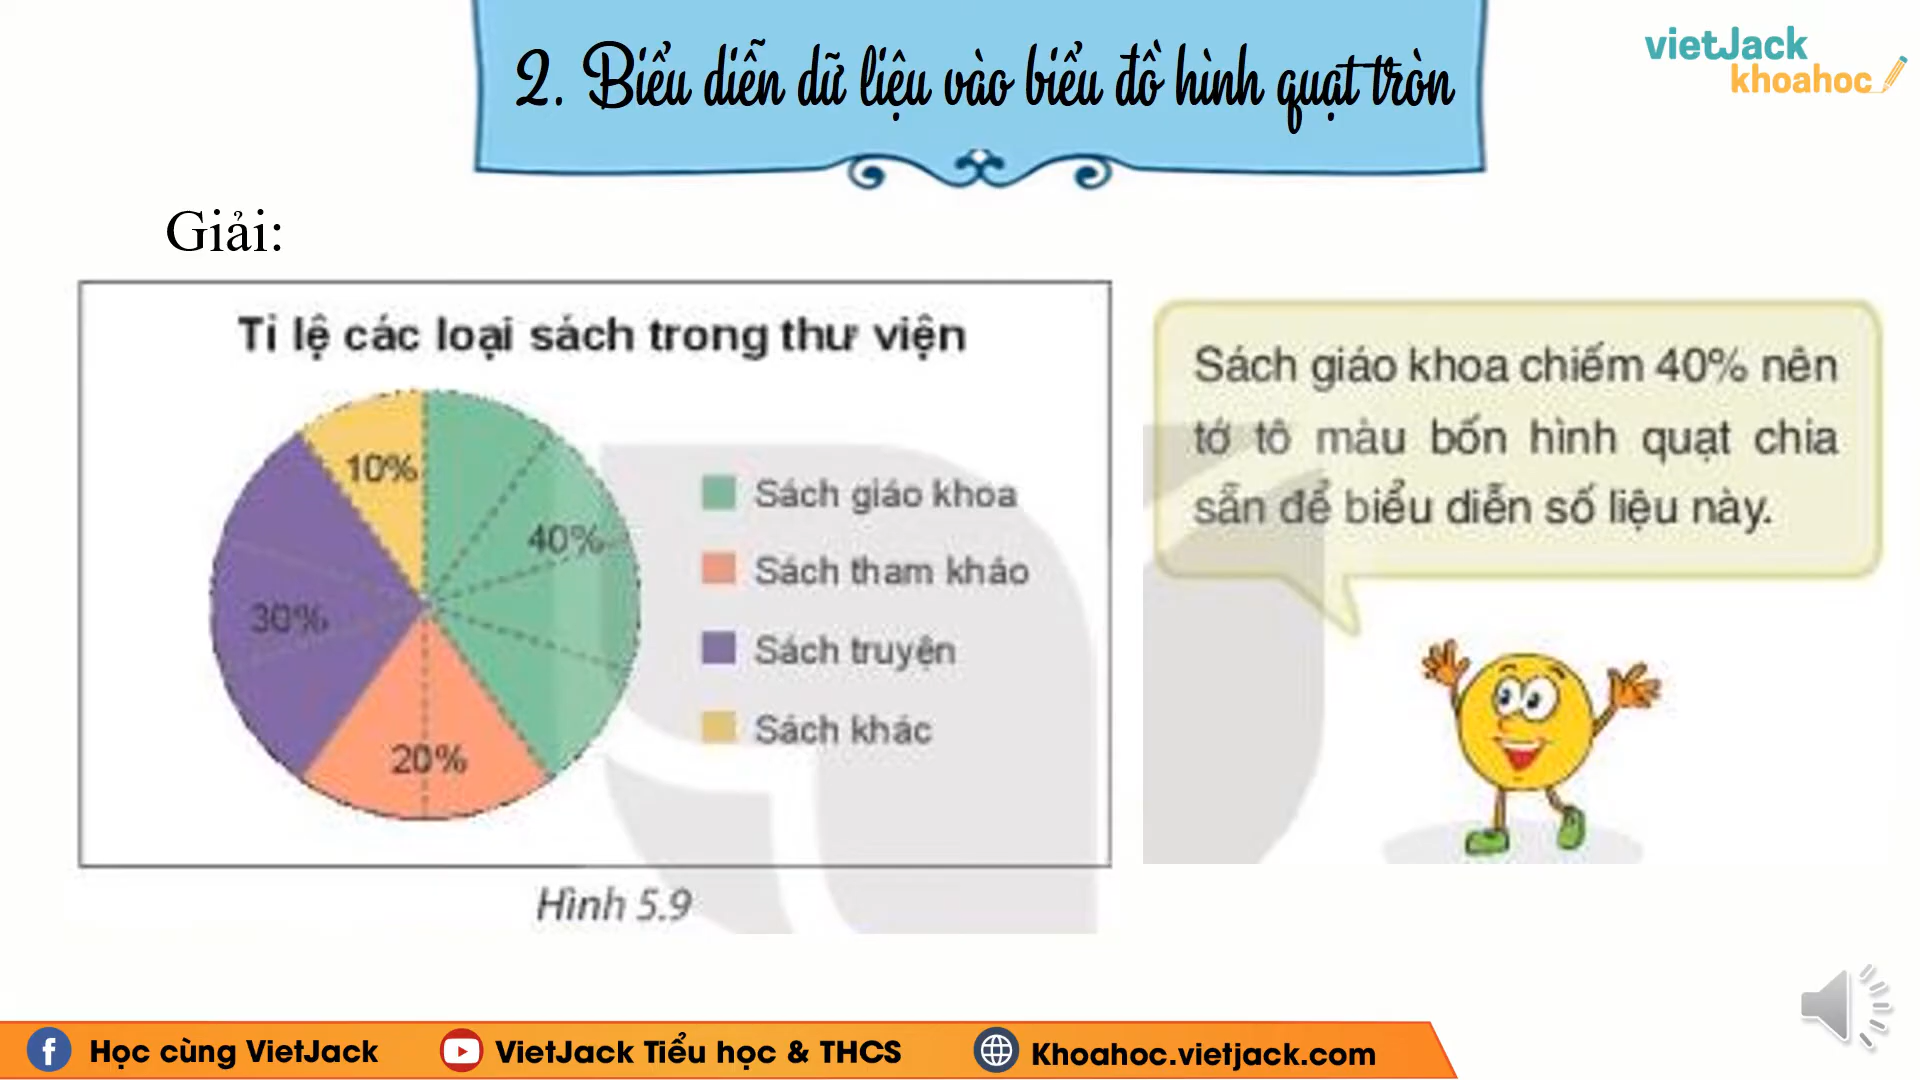 2. Biểu diễn dữ liệu vào biểu đồ hình quạt tròn
vietJack
khoahoc
Giải:
Tỉ lệ các loại sách trong thư viện
10%
40%
30%
20%
Sách giáo khoa
Sách tham khảo
Sách truyện
Sách khác
Hình 5.9
Sách giáo khoa chiếm 40% nên
tớ tô màu bốn hình quạt chia
sẵn để biểu diễn số liệu này.
Học cùng VietJack
VietJack Tiểu học & THCS
Khoahoc.vietjack.com